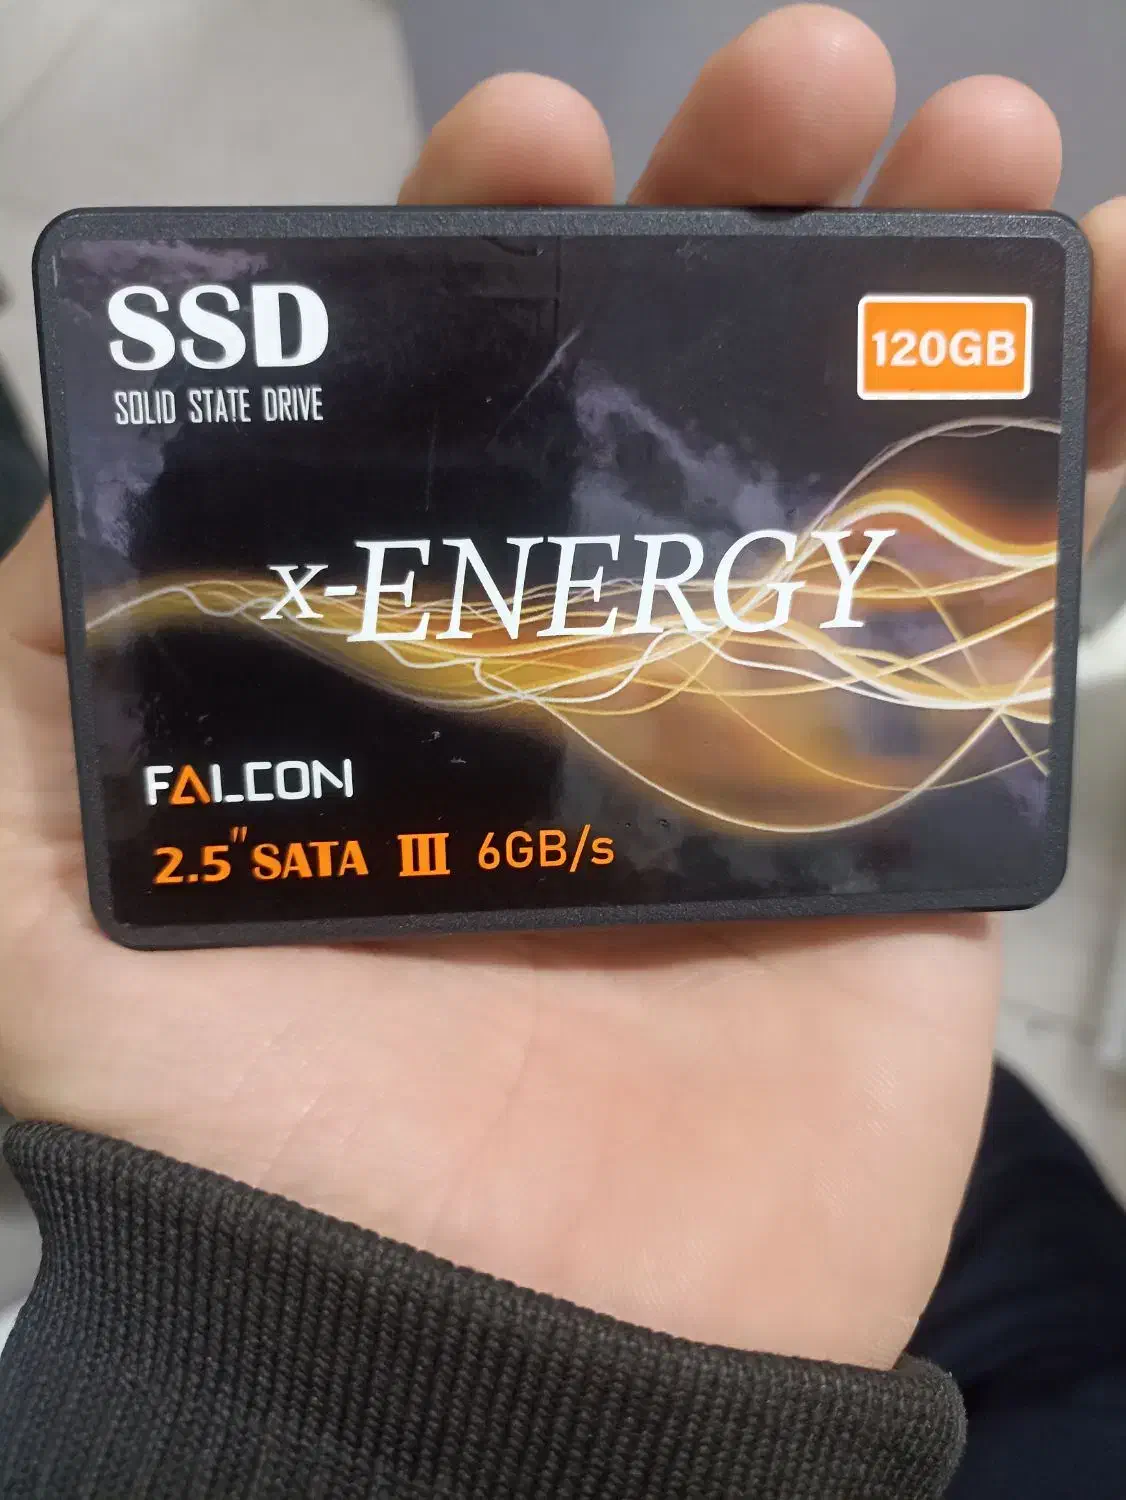 SSD
SOLID STATE DRIVE
120GB
x-ENERGY
FALCON
2.5" SATA III 6GB/s